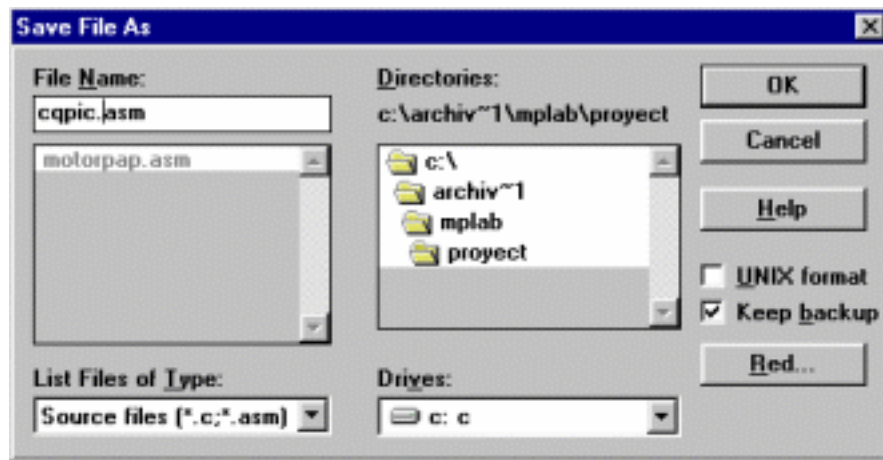 Save File As
File Name:
cqpic.asm
motorpap.asm
List Files of Type:
Source files (*.c;*.asm)
Directories:
c:\archiv~1\mplab\proyect
c:\
archiv~1
mplab
proyect
Drives:
c: c
OK
Cancel
Help
UNIX format
Keep backup
Red...